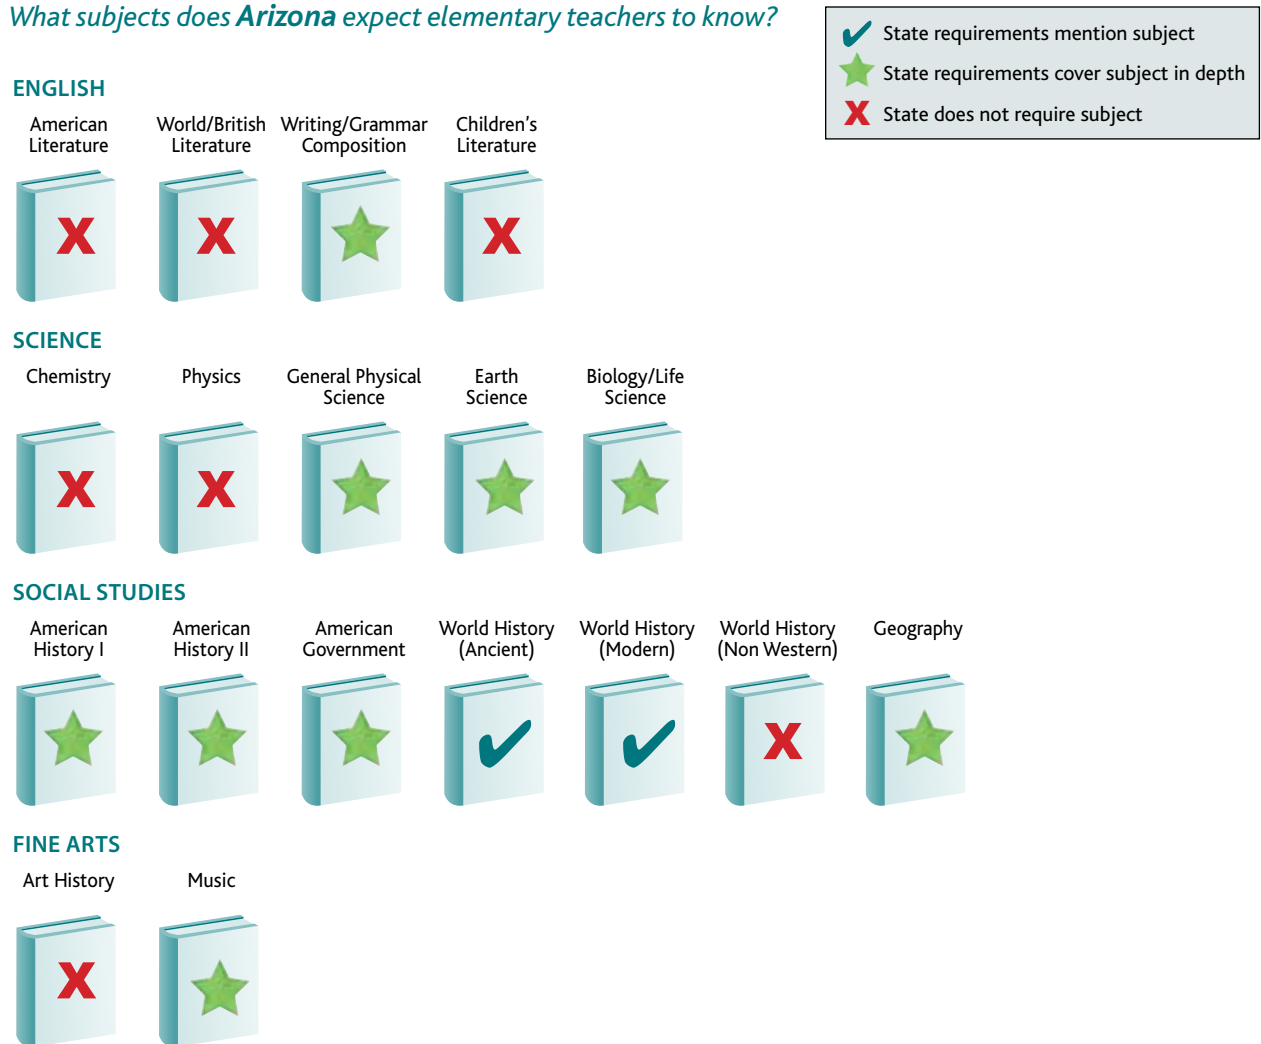 What subjects does Arizona expect elementary teachers to know?
State requirements mention subject
State requirements cover subject in depth
X State does not require subject
ENGLISH
American
Literature
World/British
Literature
Writing/Grammar
Composition
Children's
Literature
X
X
X
SCIENCE
Chemistry
Physics
General Physical
Science
Earth
Science
Biology/Life
Science
X
X
SOCIAL STUDIES
American
History I
American
History II
American
Government
World History
(Ancient)
World History
(Modern)
World History
(Non Western)
Geography
X
FINE ARTS
Art History
Music
X